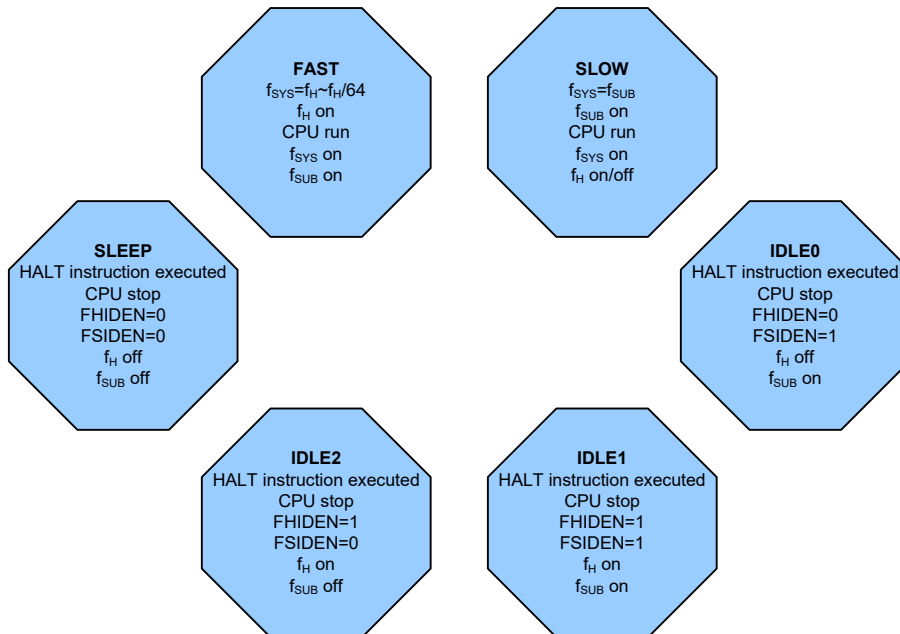 FAST
fSYS=fH~fH/64
fH on
CPU run
fSYS on
fSUB on
SLOW
fSYS=fSUB
fSUB on
CPU run
fSYS on
fH on/off
SLEEP
HALT instruction executed
CPU stop
FHIDEN=0
FSIDEN=0
fH off
fSUB off
IDLE0
HALT instruction executed
CPU stop
FHIDEN=0
FSIDEN=1
fH off
fSUB on
IDLE2
HALT instruction executed
CPU stop
FHIDEN=1
FSIDEN=0
fH on
fSUB off
IDLE1
HALT instruction executed
CPU stop
FHIDEN=1
FSIDEN=1
fH on
fSUB on